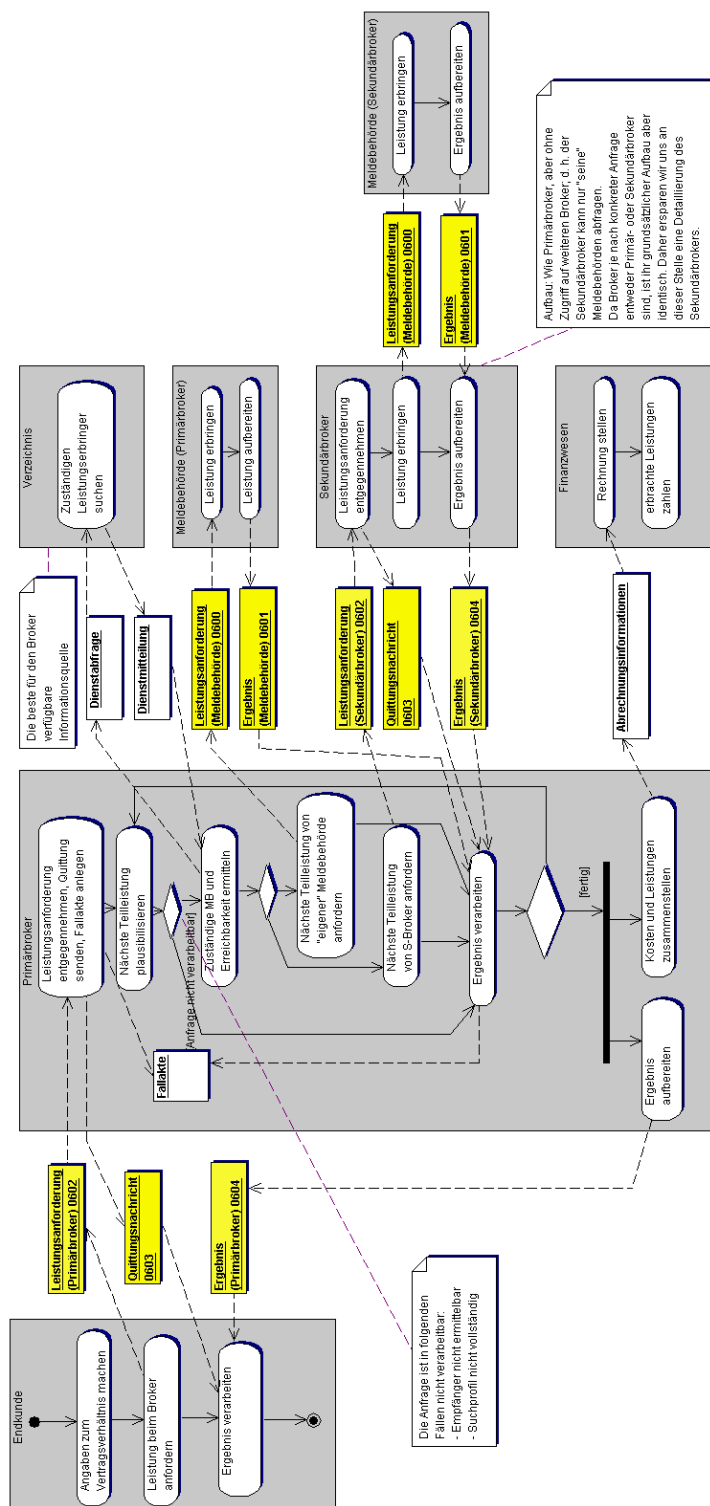 Endkunde
Angaben zum
Vertragsverhältnis machen
Leistung beim Broker
anfordern
Ergebnis verarbeiten
Leistungsanforderung
(Primärbroker) 0602
Quittungsnachricht
0603
Ergebnis
(Primärbroker) 0604
Die Anfrage ist in folgenden
Fällen nicht verarbeitbar:
- Empfänger nicht ermittelbar
- Suchprofil nicht vollständig
Primärbroker
Leistungsanforderung
entgegennehmen, Quittung
senden, Fallakte anlegen
Nächste Teilleistung
plausibilisieren
Fallakte
Anfrage nicht verarbeitbar]
Zuständige MB und
Erreichbarkeit ermitteln
Nächste Teilleistung von
"eigener" Meldebehörde
anfordern
Nächste Teilleistung
von S-Broker anfordern
Ergebnis verarbeiten
[fertig]
Ergebnis
aufbereiten
Kosten und Leistungen
zusammenstellen
Die beste für den Broker
verfügbare
Informationsquelle
Dienstabfrage
Dienstmitteilung
Leistungsanforderung
(Meldebehörde) 0600
Ergebnis
(Meldebehörde) 0601
Leistungsanforderung
(Sekundärbroker) 0602
Quittungsnachricht
0603
Ergebnis
(Sekundärbroker) 0604
Abrechnungsinformationen
Verzeichnis
Zuständigen
Leistungserbringer
suchen
Meldebehörde (Primärbroker)
Leistung erbringen
Leistung aufbereiten
Sekundärbroker
Leistungsanforderung
entgegennehmen
Leistung erbringen
Ergebnis aufbereiten
Finanzwesen
Rechnung stellen
erbrachte Leistungen
zahlen
Leistungsanforderung
(Meldebehörde) 0600
Ergebnis
(Meldebehörde) 0601
Meldebehörde (Sekundärbroker)
Leistung erbringen
Ergebnis aufbereiten
Aufbau: Wie Primärbroker, aber ohne
Zugriff auf weiteren Broker; d. h. der
Sekundärbroker kann nur "seine"
Meldebehörden abfragen.
Da Broker je nach konkreter Anfrage
entweder Primär- oder Sekundärbroker
sind, ist ihr grundsätzlicher Aufbau aber
identisch. Daher ersparen wir uns an
dieser Stelle eine Detaillierung des
Sekundärbrokers.